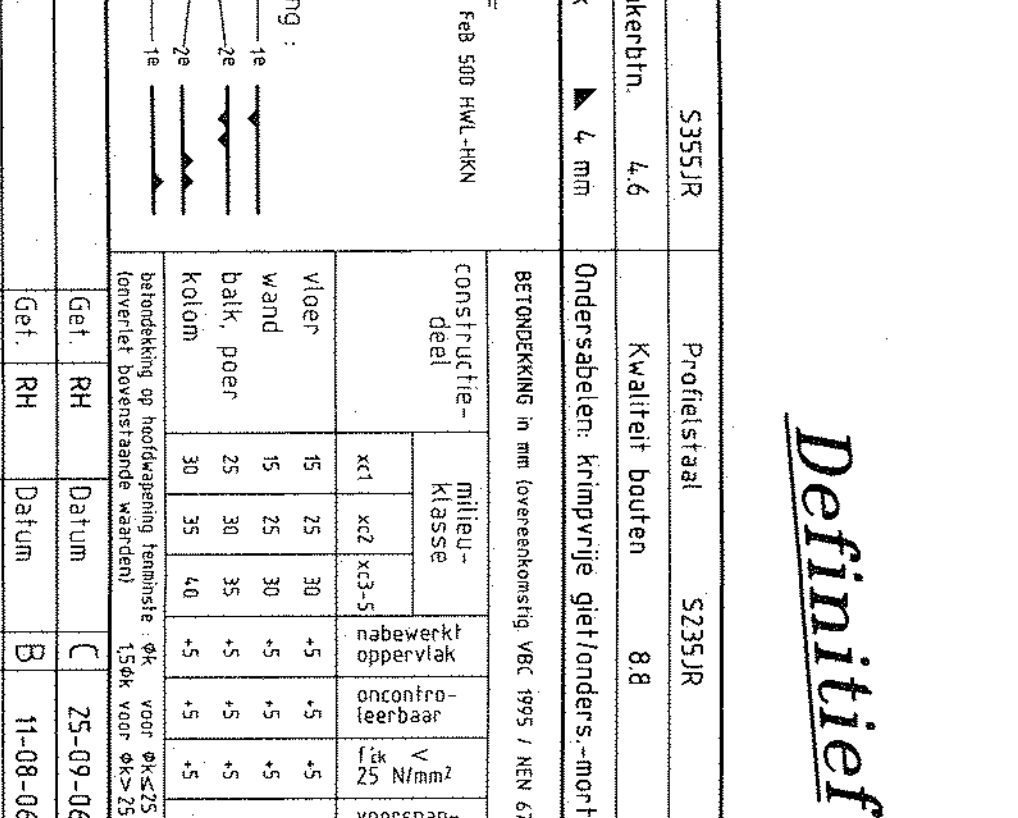 Definitief
S355JR Profielstaal S235JR
4.6 Kwaliteit bouten 8.8
4 mm Ondersabelen: krimpvrije giet/onders.-mort
FeB 500 HWL-HKN
BETONDEKKING in mm (overeenkomstig VBC 1995 / NEN 67
constructie-
deel
milieu-
klasse
xc1 xc2 xc3-5
nabewerkt
oppervlak
oncontro-
leerbaar
f'ck <
25 N/mm²
vloer 15 25 30 +5 +5 +5
wand 15 25 30 +5 +5 +5
balk, poer 25 30 35 +5 +5 +5
kolom 30 35 40 +5 +5 +5
1e
2e
2e
1e
betondekking op hoofdwapening tenminste : Øk voor Øk≤25
(onverlet bovenstaande waarden) 1,5Øk voor Øk>25
Get. RH Datum C 25-09-06
Get. RH Datum B 11-08-06